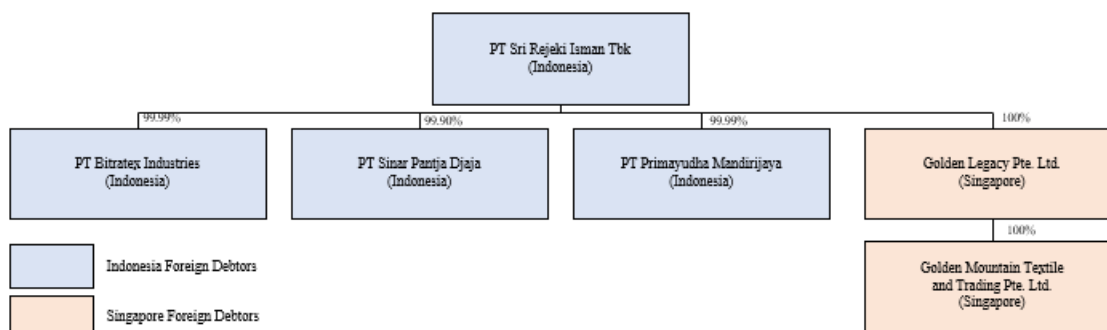 PT Sri Rejeki Isman Tbk
(Indonesia)
99.99%
99.90%
99.99%
100%
PT Bitratex Industries
(Indonesia)
PT Sinar Pantja Djaja
(Indonesia)
PT Primayudha Mandirijaya
(Indonesia)
Golden Legacy Pte. Ltd.
(Singapore)
100%
Indonesia Foreign Debtors
Golden Mountain Textile
and Trading Pte. Ltd.
(Singapore)
Singapore Foreign Debtors